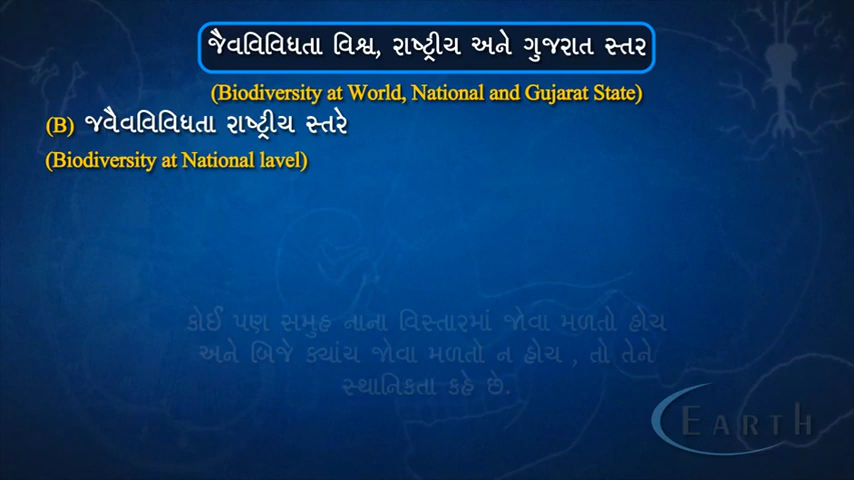 જૈવવિવિધતા વિશ્વ, રાષ્ટ્રીય અને ગુજરાત સ્તર
(Biodiversity at World, National and Gujarat State)
(B) જવૈવવિવિધતા રાષ્ટ્રીય સ્તરે
(Biodiversity at National lavel)
કોઈ પણ સમુહ નાના વિસ્તારમાં જોવા મળતો હોય
અને બિજે ક્યાંય જોવા મળતો ન હોય , તો તેને
સ્થાનિકતા કહે છે.
EARTH